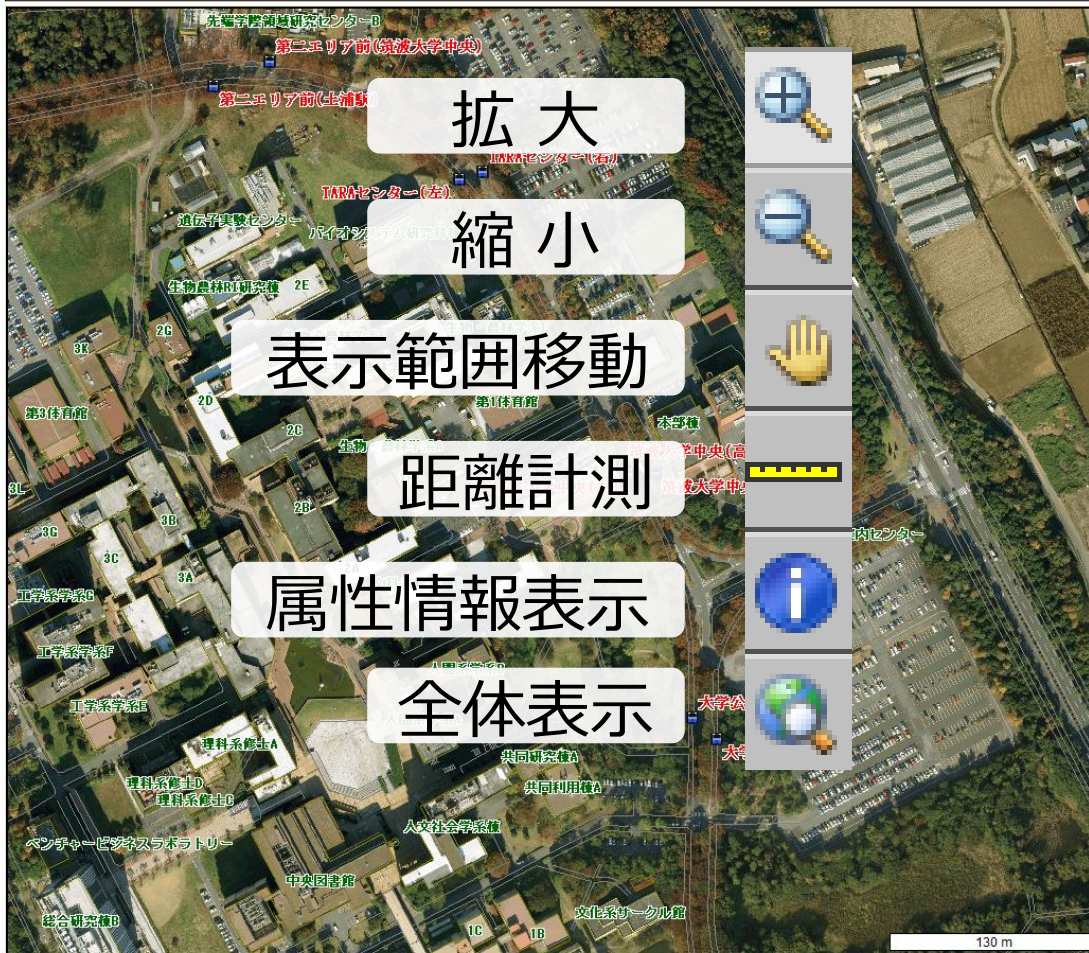 先端学際領域研究センターB
第二エリア前(筑波大学中央)
第二エリア前(土浦駅
拡 大
TARAセンター(右)
TARAセンター(左)
遺伝子実験センター
縮 小
生物農林RI研究棟
2E
2G
3K
表示範囲移動
2D
第1体育館
第3体育館
本部棟
2C
距離計測
3L
2B
3B
3G
3C
2A
3A
工学系学系G
属性情報表示
工学系学系F
全体表示
工学系学系E
理科系修士A
共同研究棟A
理科系修士D
共同利用棟A
理科系修士C
人文社会学系棟
ベンチャービジネスラボラトリー
中央図書館
総合研究棟B
文化系サークル館
1C
1B
130 m